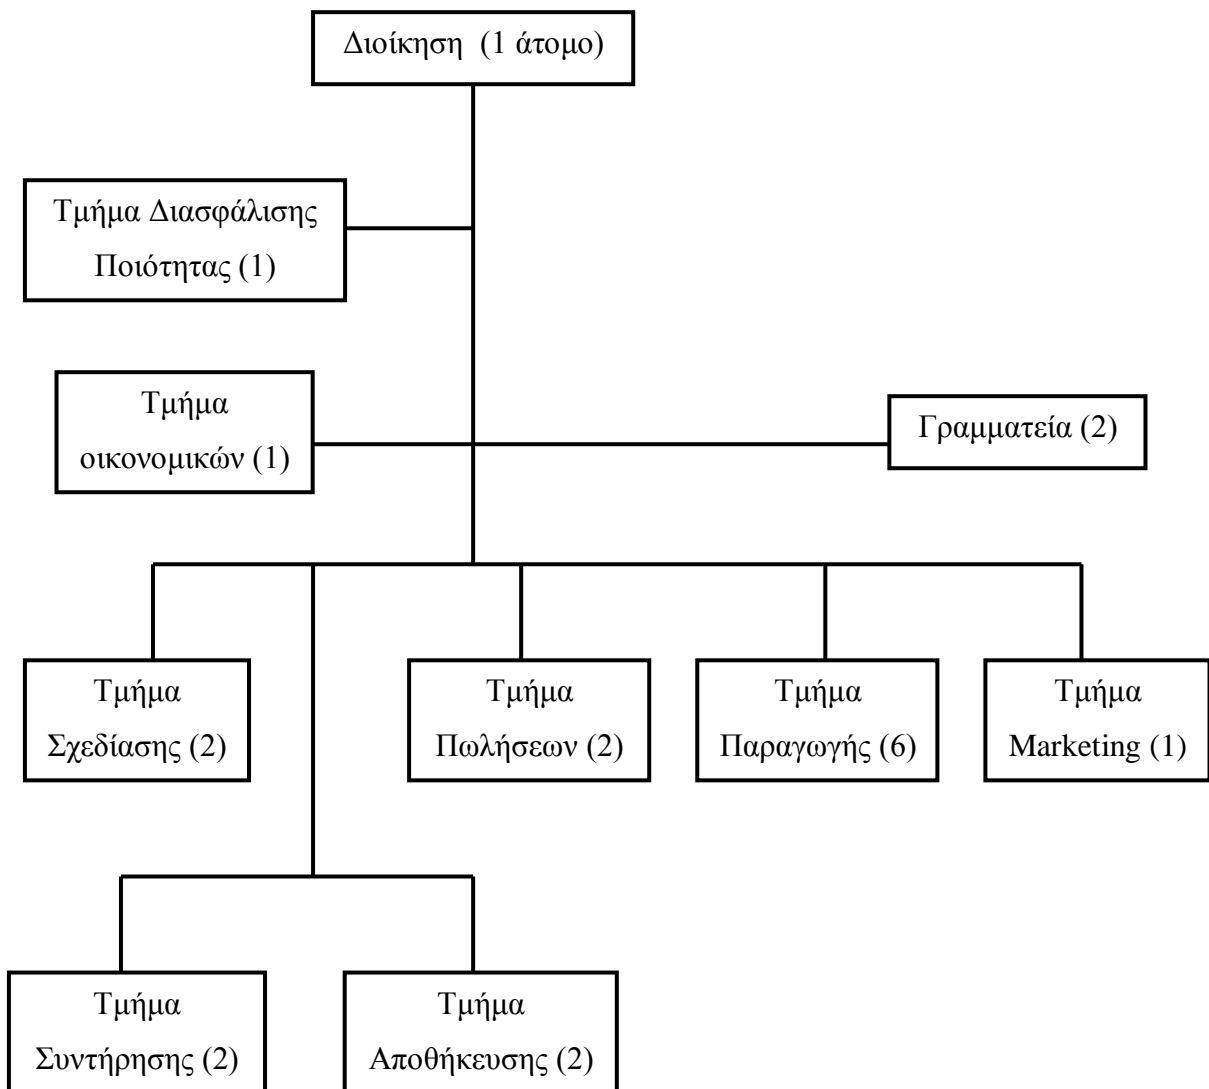 Διοίκηση  (1 άτομο)
Τμήμα Διασφάλισης
Ποιότητας (1)
Τμήμα
οικονομικών (1)
Γραμματεία (2)
Τμήμα
Σχεδίασης (2)
Τμήμα
Πωλήσεων (2)
Τμήμα
Παραγωγής (6)
Τμήμα
Marketing (1)
Τμήμα
Συντήρησης (2)
Τμήμα
Αποθήκευσης (2)